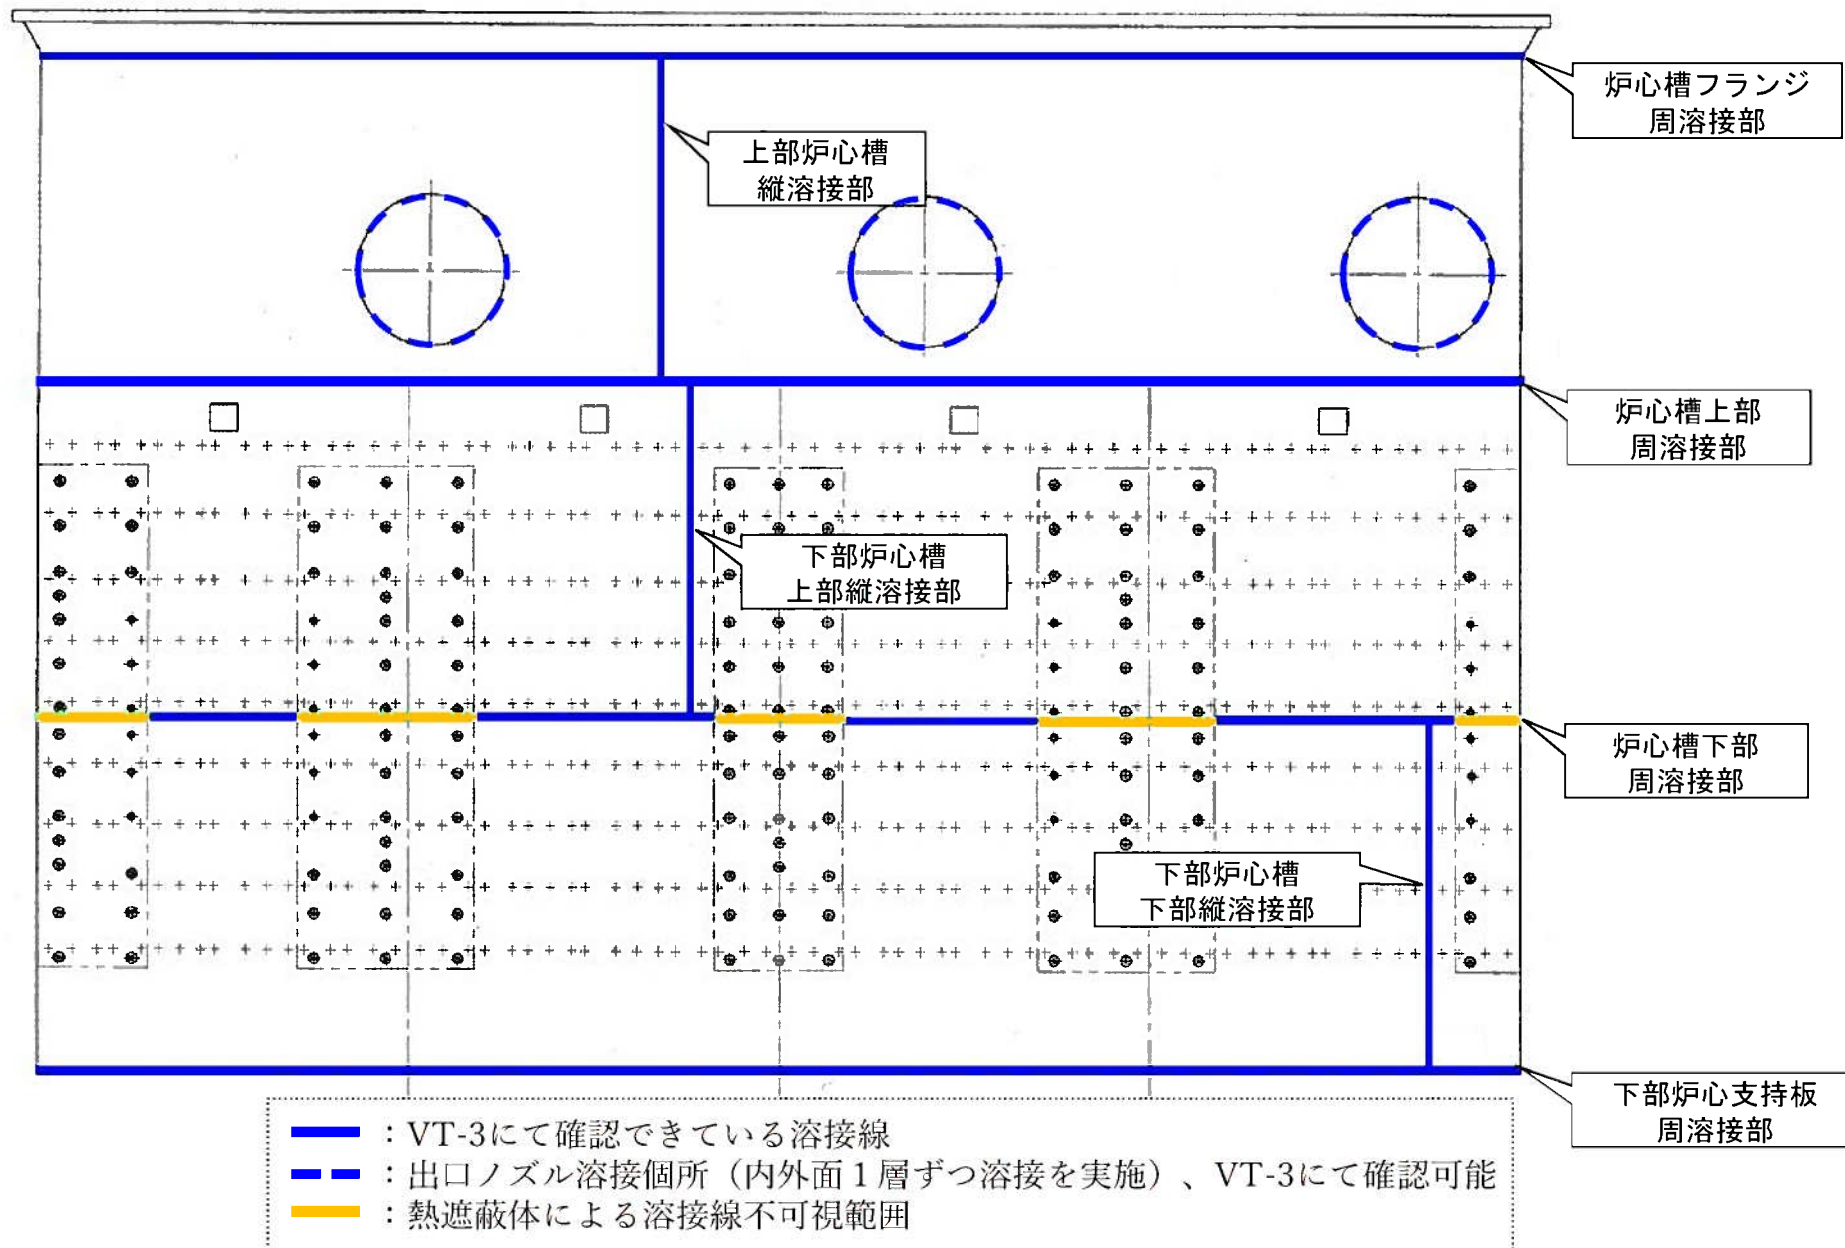 炉心槽フランジ
周溶接部
上部炉心槽
縦溶接部
炉心槽上部
周溶接部
下部炉心槽
上部縦溶接部
炉心槽下部
周溶接部
下部炉心槽
下部縦溶接部
下部炉心支持板
周溶接部
：VT-3にて確認できている溶接線
：出口ノズル溶接個所（内外面１層ずつ溶接を実施）、VT-3にて確認可能
：熱遮蔽体による溶接線不可視範囲